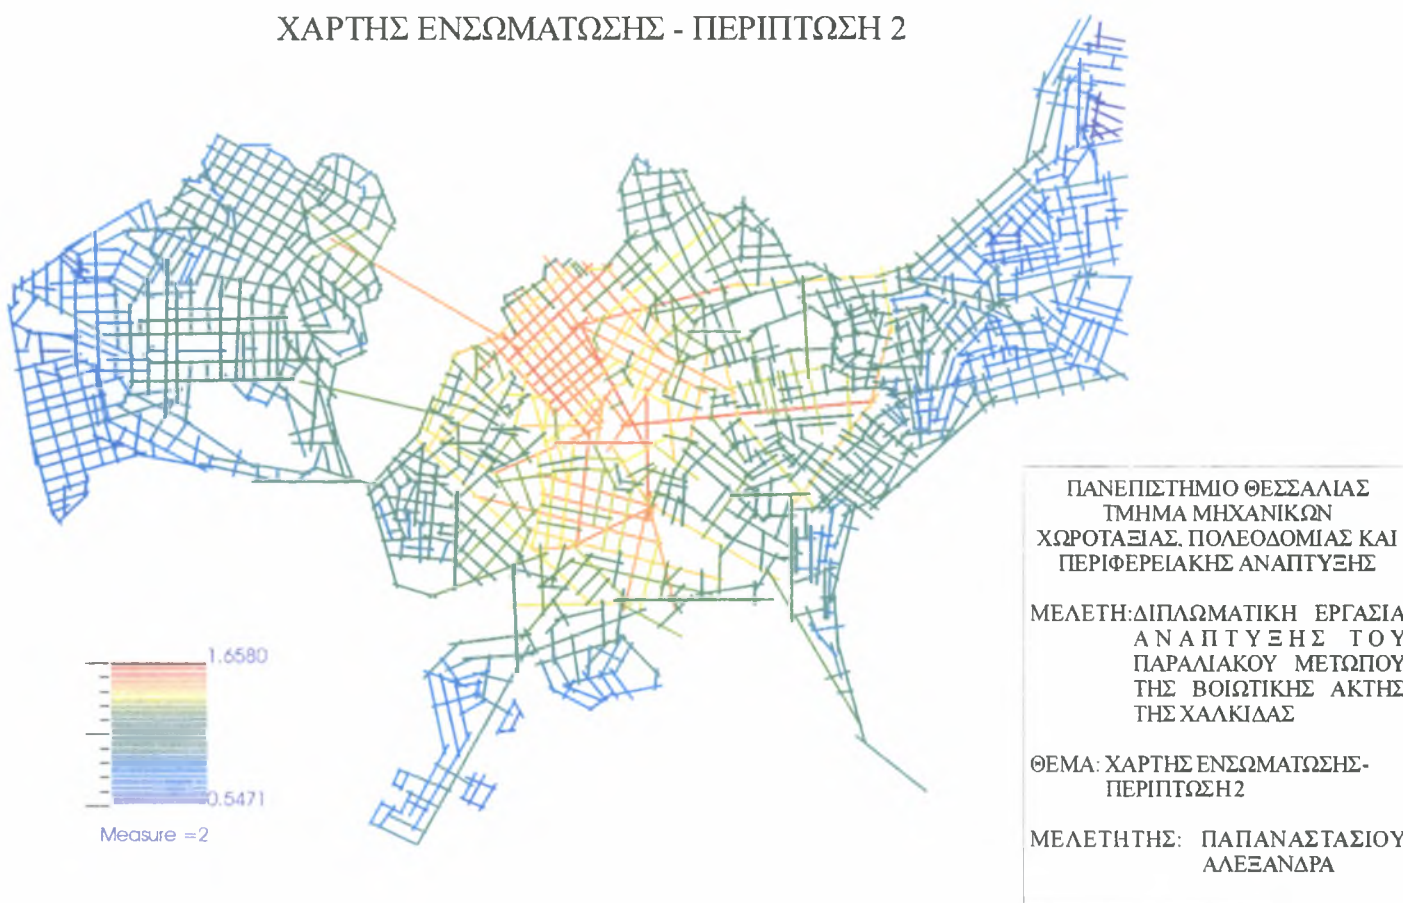 ΧΑΡΤΗΣ ΕΝΣΩΜΑΤΩΣΗΣ - ΠΕΡΙΠΤΩΣΗ 2
1.6580
0.5471
Measure =2
ΠΑΝΕΠΙΣΤΗΜΙΟ ΘΕΣΣΑΛΙΑΣ
ΤΜΗΜΑ ΜΗΧΑΝΙΚΩΝ
ΧΩΡΟΤΑΞΙΑΣ, ΠΟΛΕΟΔΟΜΙΑΣ ΚΑΙ
ΠΕΡΙΦΕΡΕΙΑΚΗΣ ΑΝΑΠΤΥΞΗΣ
ΜΕΛΕΤΗ:ΔΙΠΛΩΜΑΤΙΚΗ ΕΡΓΑΣΙΑ
ΑΝΑΠΤΥΞΗΣ ΤΟΥ
ΠΑΡΑΛΙΑΚΟΥ ΜΕΤΩΠΟΥ
ΤΗΣ ΒΟΙΩΤΙΚΗΣ ΑΚΤΗΣ
ΤΗΣ ΧΑΛΚΙΔΑΣ
ΘΕΜΑ: ΧΑΡΤΗΣ ΕΝΣΩΜΑΤΩΣΗΣ-
ΠΕΡΙΠΤΩΣΗ 2
ΜΕΛΕΤΗΤΗΣ: ΠΑΠΑΝΑΣΤΑΣΙΟΥ
ΑΛΕΞΑΝΔΡΑ